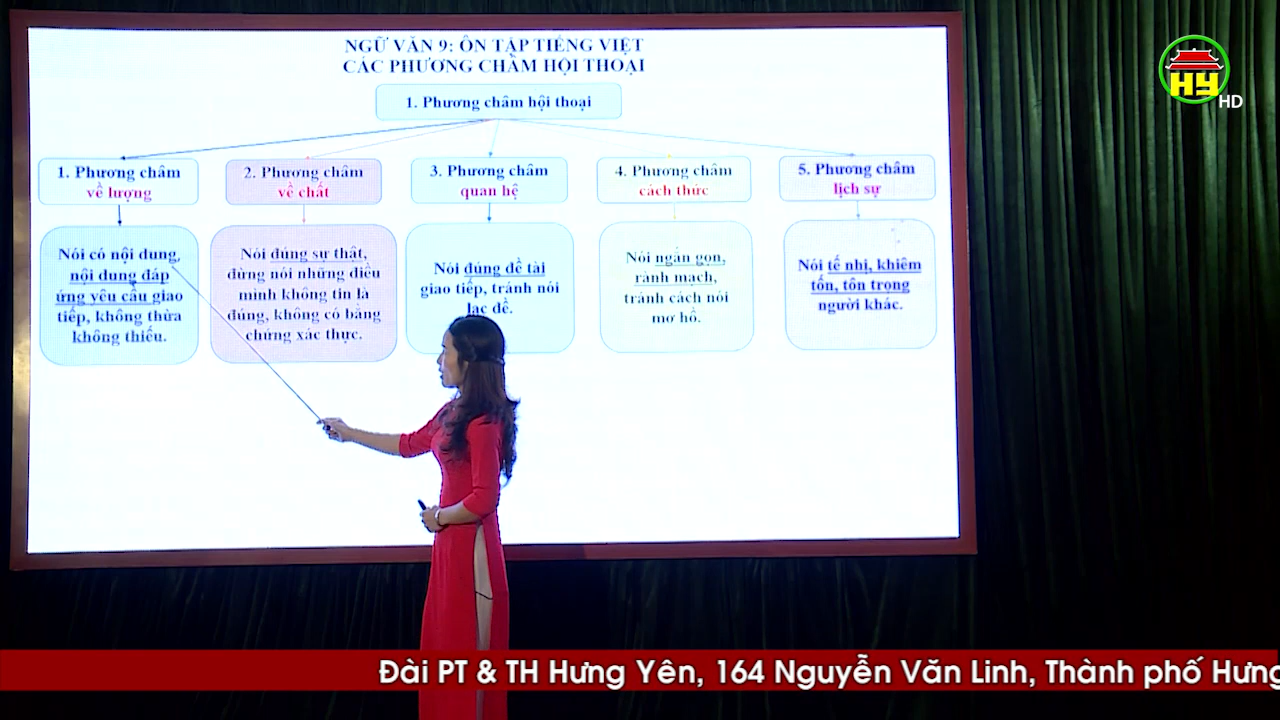 NGỮ VĂN 9: ÔN TẬP TIẾNG VIỆT
CÁC PHƯƠNG CHÂM HỘI THOẠI
1. Phương châm hội thoại
1. Phương châm
về lượng
2. Phương châm
về chất
3. Phương châm
quan hệ
4. Phương châm
cách thức
5. Phương châm
lịch sự
Nói có nội dung,
nội dung đáp
ứng yêu cầu giao
tiếp, không thừa
không thiếu.
Nói đúng sự thật,
đừng nói những điều
mình không tin là
đúng, không có bằng
chứng xác thực.
Nói đúng đề tài
giao tiếp, tránh nói
lạc đề.
Nói ngắn gọn,
rành mạch,
tránh cách nói
mơ hồ.
Nói tế nhị, khiêm
tốn, tôn trọng
người khác.
HY
HD
Đài PT & TH Hưng Yên, 164 Nguyễn Văn Linh, Thành phố Hưng